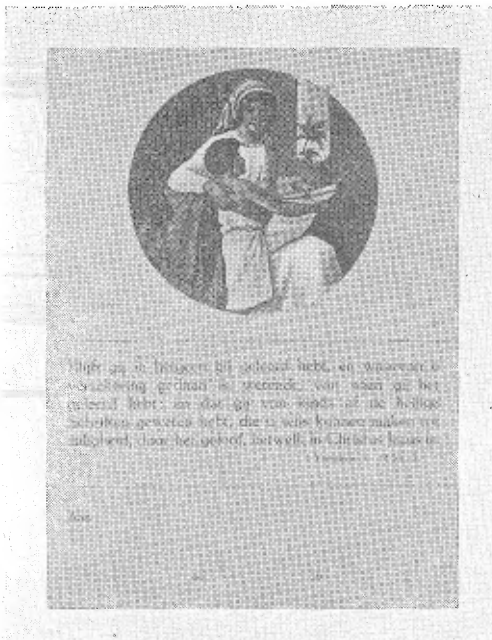 Blijft gij in hetgeen gij geleerd hebt, en waarvan u
verzekering gedaan is, wetende, van wien gij het
geleerd hebt; en dat gij van kinds af de heilige
Schriften geweten hebt, die u wijs kunnen maken tot
zaligheid, door het geloof, hetwelk in Christus Jezus is.
Aan